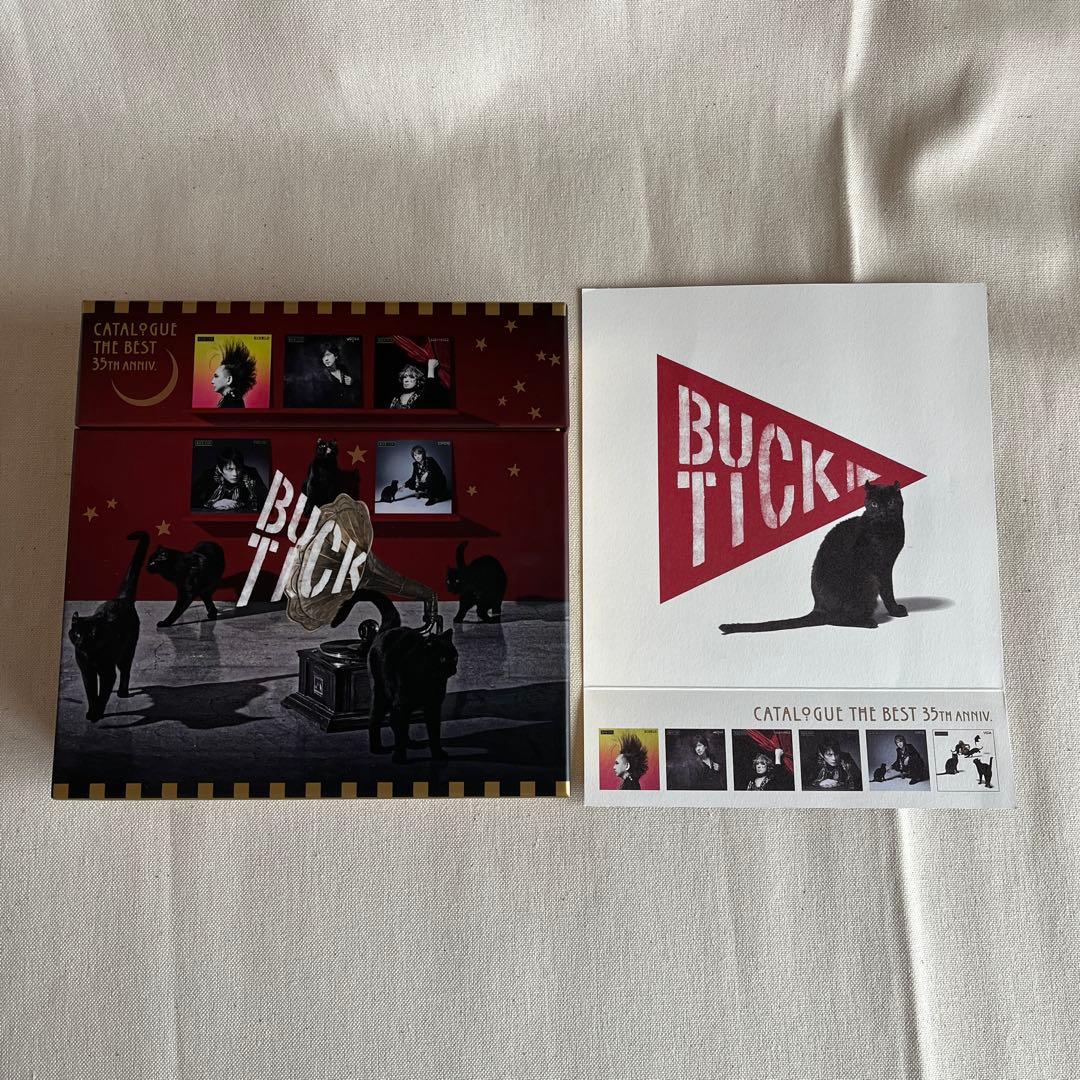 CATALOGUE
THE BEST
35TH ANNIV.
BUCK
TICK
BUCK
TICK
CATALOGUE THE BEST 35TH ANNIV.